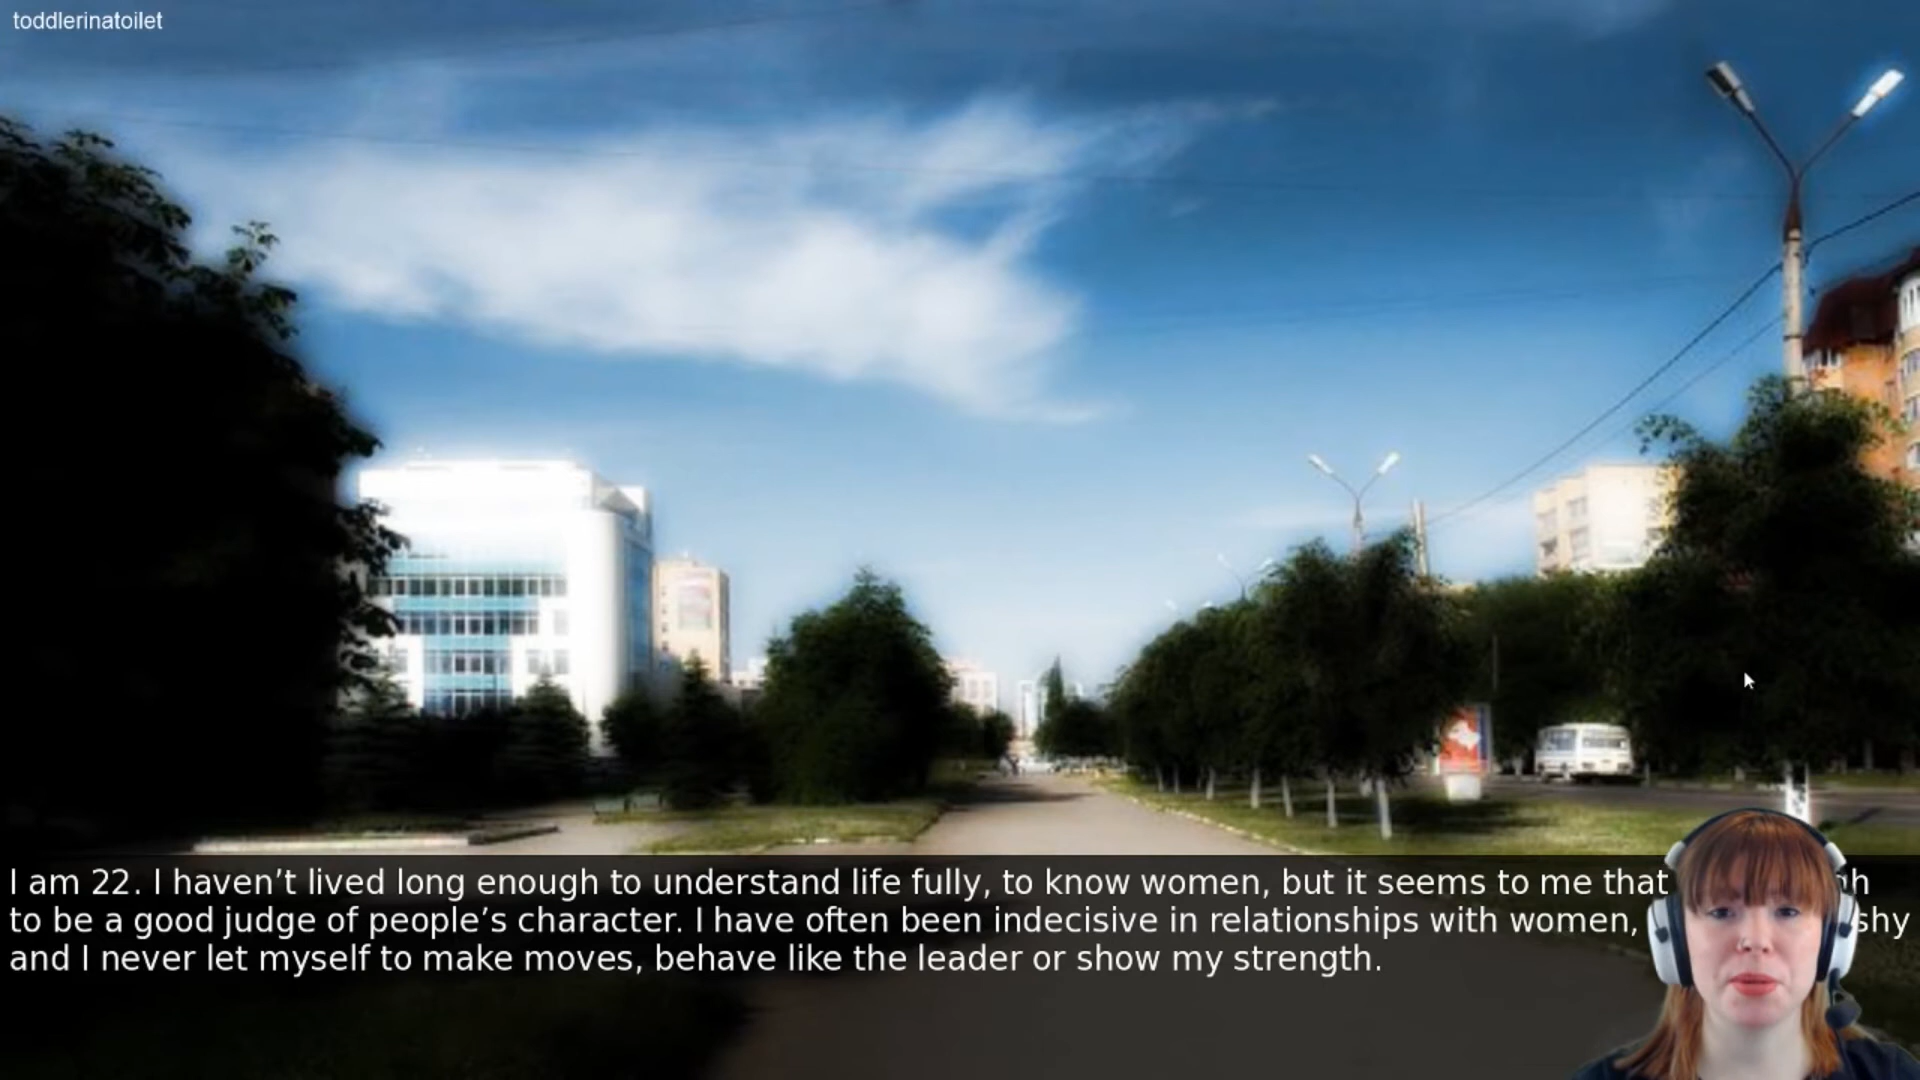 toddlerinatoilet
I am 22. I haven’t lived long enough to understand life fully, to know women, but it seems to me that
to be a good judge of people’s character. I have often been indecisive in relationships with women, shy
and I never let myself to make moves, behave like the leader or show my strength.